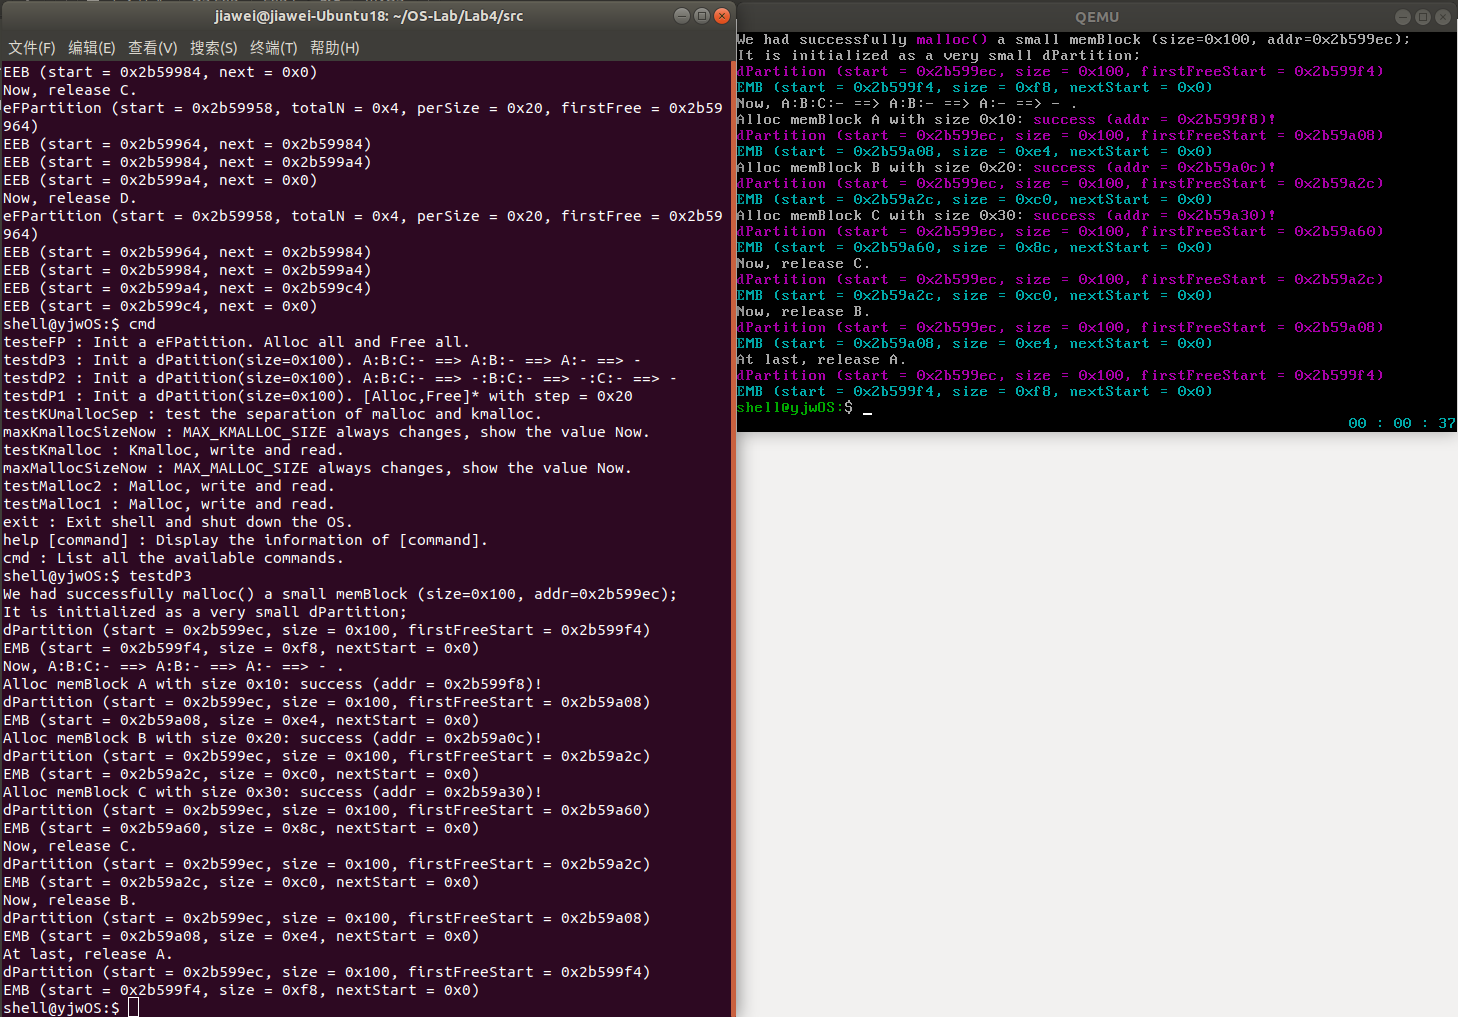 jiawei@jiawei-Ubuntu18: ~/OS-Lab/Lab4/src
文件(F) 编辑(E) 查看(V) 搜索(S) 终端(T) 帮助(H)
EEB (start = 0x2b59984, next = 0x0)
Now, release C.
eFPartition (start = 0x2b59958, totalN = 0x4, perSize = 0x20, firstFree = 0x2b59
964)
EEB (start = 0x2b59964, next = 0x2b59984)
EEB (start = 0x2b59984, next = 0x2b599a4)
EEB (start = 0x2b599a4, next = 0x0)
Now, release D.
eFPartition (start = 0x2b59958, totalN = 0x4, perSize = 0x20, firstFree = 0x2b59
964)
EEB (start = 0x2b59964, next = 0x2b59984)
EEB (start = 0x2b59984, next = 0x2b599a4)
EEB (start = 0x2b599a4, next = 0x2b599c4)
EEB (start = 0x2b599c4, next = 0x0)
shell@yjwOS:$ cmd
testeFP : Init a eFPatition. Alloc all and Free all.
testdP3 : Init a dPatition(size=0x100). A:B:C:- ==> A:B:- ==> A:- ==> -
testdP2 : Init a dPatition(size=0x100). A:B:C:- ==> -:B:C:- ==> -:C:- ==> -
testdP1 : Init a dPatition(size=0x100). [Alloc,Free]* with step = 0x20
testKUmallocSep : test the separation of malloc and kmalloc.
maxKmallocSizeNow : MAX_KMALLOC_SIZE always changes, show the value Now.
testKmalloc : Kmalloc, write and read.
maxMallocSizeNow : MAX_MALLOC_SIZE always changes, show the value Now.
testMalloc2 : Malloc, write and read.
testMalloc1 : Malloc, write and read.
exit : Exit shell and shut down the OS.
help [command] : Display the information of [command].
cmd : List all the available commands.
shell@yjwOS:$ testdP3
We had successfully malloc() a small memBlock (size=0x100, addr=0x2b599ec);
It is initialized as a very small dPartition;
dPartition (start = 0x2b599ec, size = 0x100, firstFreeStart = 0x2b599f4)
EMB (start = 0x2b599f4, size = 0xf8, nextStart = 0x0)
Now, A:B:C:- ==> A:B:- ==> A:- ==> - .
Alloc memBlock A with size 0x10: success (addr = 0x2b599f8)!
dPartition (start = 0x2b599ec, size = 0x100, firstFreeStart = 0x2b59a08)
EMB (start = 0x2b59a08, size = 0xe4, nextStart = 0x0)
Alloc memBlock B with size 0x20: success (addr = 0x2b59a0c)!
dPartition (start = 0x2b599ec, size = 0x100, firstFreeStart = 0x2b59a2c)
EMB (start = 0x2b59a2c, size = 0xc0, nextStart = 0x0)
Alloc memBlock C with size 0x30: success (addr = 0x2b59a30)!
dPartition (start = 0x2b599ec, size = 0x100, firstFreeStart = 0x2b59a60)
EMB (start = 0x2b59a60, size = 0x8c, nextStart = 0x0)
Now, release C.
dPartition (start = 0x2b599ec, size = 0x100, firstFreeStart = 0x2b59a2c)
EMB (start = 0x2b59a2c, size = 0xc0, nextStart = 0x0)
Now, release B.
dPartition (start = 0x2b599ec, size = 0x100, firstFreeStart = 0x2b59a08)
EMB (start = 0x2b59a08, size = 0xe4, nextStart = 0x0)
At last, release A.
dPartition (start = 0x2b599ec, size = 0x100, firstFreeStart = 0x2b599f4)
EMB (start = 0x2b599f4, size = 0xf8, nextStart = 0x0)
shell@yjwOS:$
QEMU
We had successfully malloc() a small memBlock (size=0x100, addr=0x2b599ec);
It is initialized as a very small dPartition;
dPartition (start = 0x2b599ec, size = 0x100, firstFreeStart = 0x2b599f4)
EMB (start = 0x2b599f4, size = 0xf8, nextStart = 0x0)
Now, A:B:C:- ==> A:B:- ==> A:- ==> - .
Alloc memBlock A with size 0x10: success (addr = 0x2b599f8)!
dPartition (start = 0x2b599ec, size = 0x100, firstFreeStart = 0x2b59a08)
EMB (start = 0x2b59a08, size = 0xe4, nextStart = 0x0)
Alloc memBlock B with size 0x20: success (addr = 0x2b59a0c)!
dPartition (start = 0x2b599ec, size = 0x100, firstFreeStart = 0x2b59a2c)
EMB (start = 0x2b59a2c, size = 0xc0, nextStart = 0x0)
Alloc memBlock C with size 0x30: success (addr = 0x2b59a30)!
dPartition (start = 0x2b599ec, size = 0x100, firstFreeStart = 0x2b59a60)
EMB (start = 0x2b59a60, size = 0x8c, nextStart = 0x0)
Now, release C.
dPartition (start = 0x2b599ec, size = 0x100, firstFreeStart = 0x2b59a2c)
EMB (start = 0x2b59a2c, size = 0xc0, nextStart = 0x0)
Now, release B.
dPartition (start = 0x2b599ec, size = 0x100, firstFreeStart = 0x2b59a08)
EMB (start = 0x2b59a08, size = 0xe4, nextStart = 0x0)
At last, release A.
dPartition (start = 0x2b599ec, size = 0x100, firstFreeStart = 0x2b599f4)
EMB (start = 0x2b599f4, size = 0xf8, nextStart = 0x0)
shell@yjwOS:$ _
00 : 00 : 37